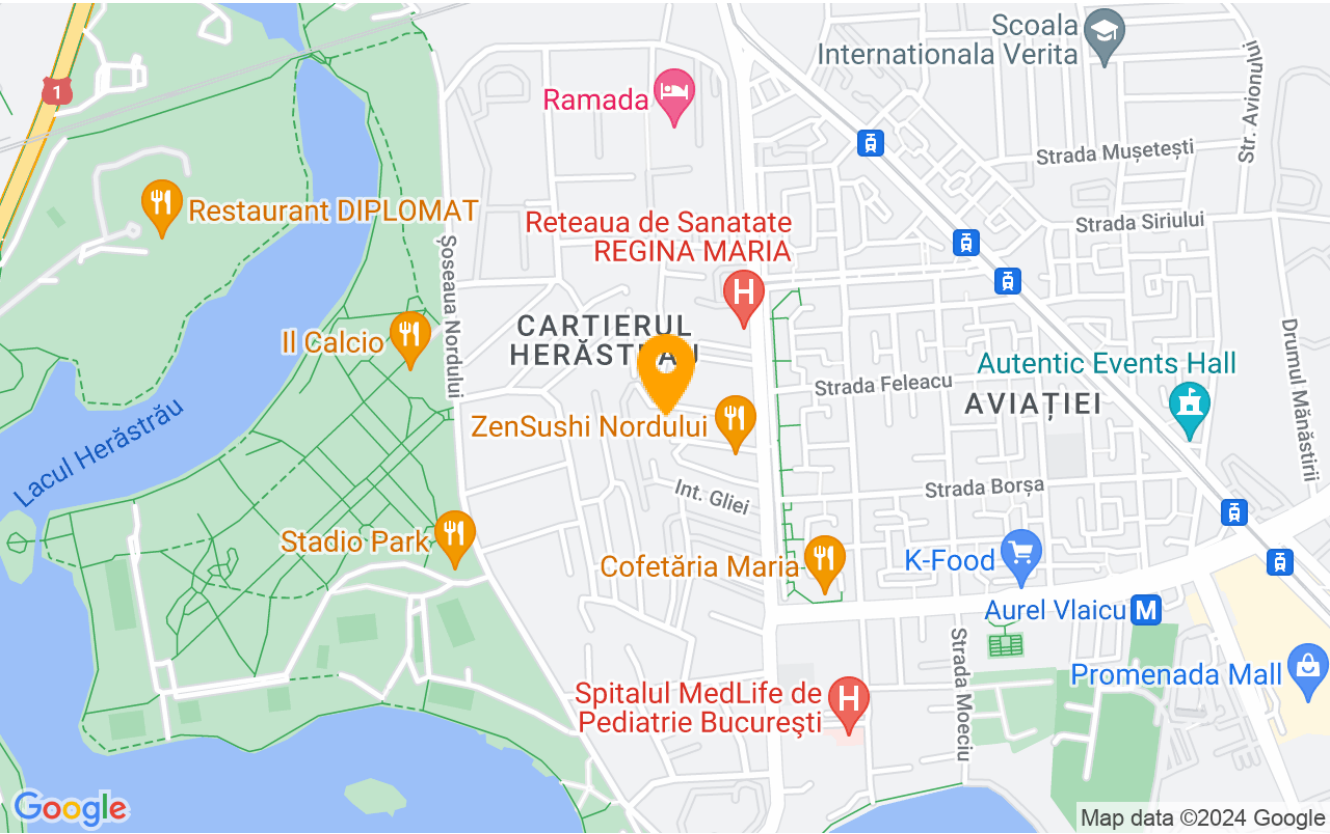 Scoala
Internationala Verita
1
Ramada
Str. Avionului
Strada Mușetești
Restaurant DIPLOMAT
Reteaua de Sanatate
REGINA MARIA
Strada Siriului
Șoseaua Nordului
H
CARTIERUL
HERĂSTRĂU
Il Calcio
Drumul Mănăstirii
Autentic Events Hall
Strada Feleacu
AVIAȚIEI
Lacul Herăstrău
ZenSushi Nordului
Int. Gliei
Strada Borșa
Stadio Park
Cofetăria Maria
K-Food
Aurel Vlaicu M
Strada Moeciu
Promenada Mall
Spitalul MedLife de
Pediatrie Bucureşti
H
Google
Map data ©2024 Google